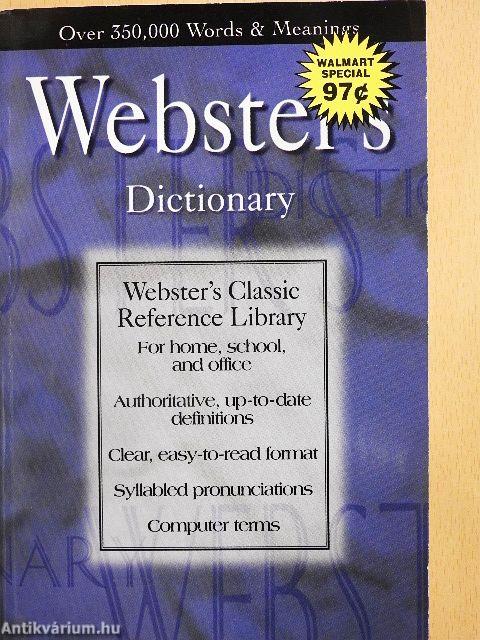 Over 350,000 Words & Meanings
WALMART
SPECIAL
97¢
Webster's
Dictionary
Webster's Classic
Reference Library
For home, school,
and office
Authoritative, up-to-date
definitions
Clear, easy-to-read format
Syllabled pronunciations
Computer terms
Antikvárium.hu